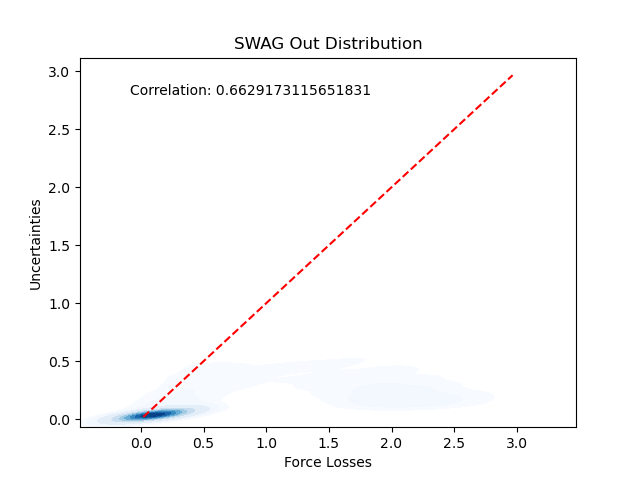 SWAG Out Distribution
Correlation: 0.6629173115651831
3.0
2.5
2.0
1.5
1.0
0.5
0.0
Uncertainties
0.0 0.5 1.0 1.5 2.0 2.5 3.0
Force Losses